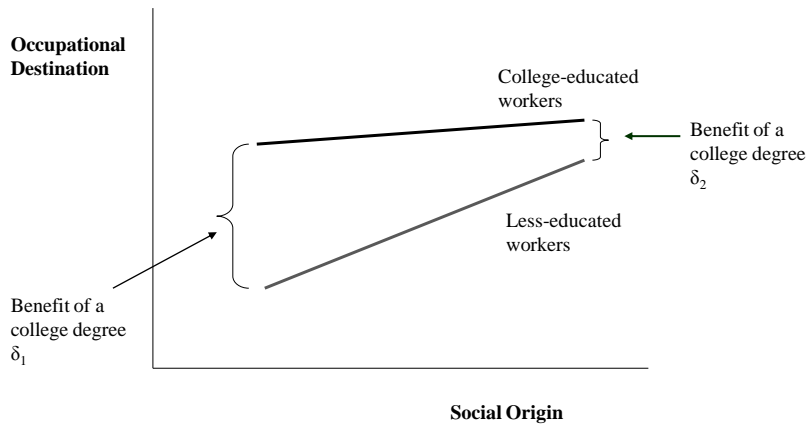 Occupational
Destination
College-educated
workers
Benefit of a
college degree
δ₂
Less-educated
workers
Benefit of a
college degree
δ₁
Social Origin